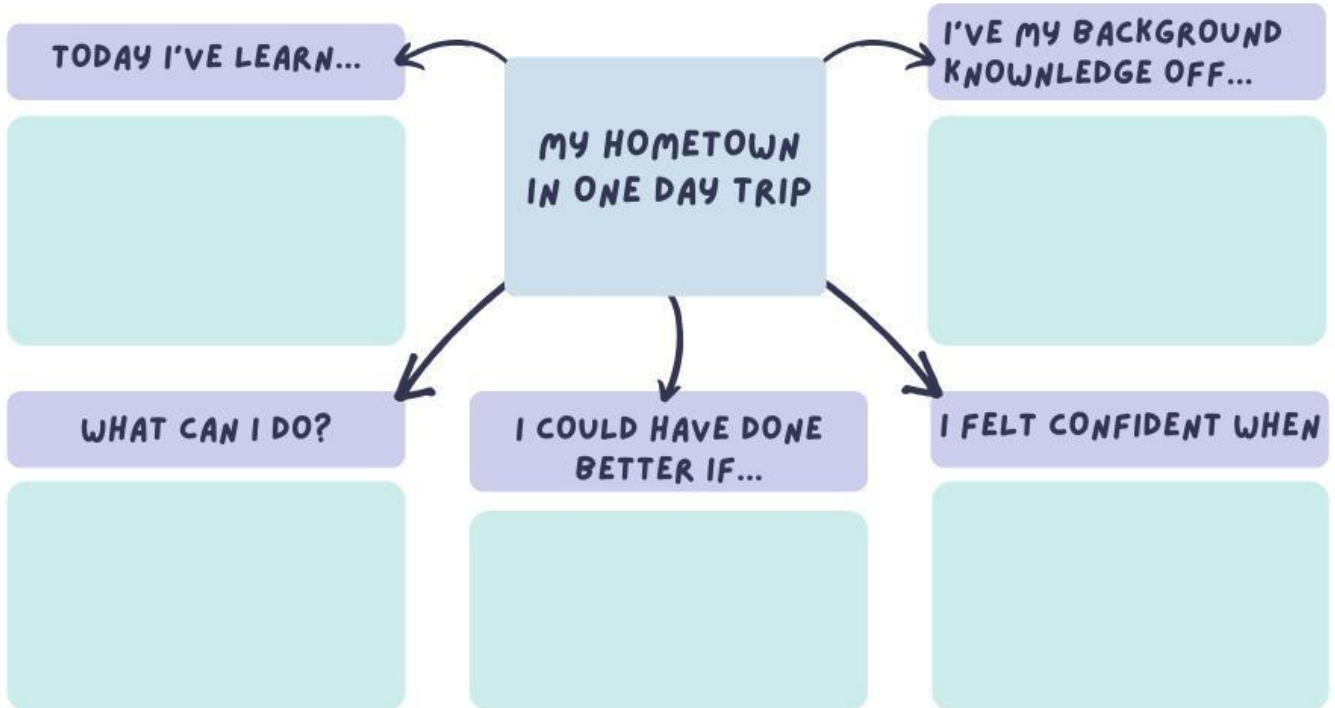 TODAY I'VE LEARN...
MY HOMETOWN
IN ONE DAY TRIP
I'VE MY BACKGROUND
KNOWNLEDGE OFF...
WHAT CAN I DO?
I COULD HAVE DONE
BETTER IF...
I FELT CONFIDENT WHEN